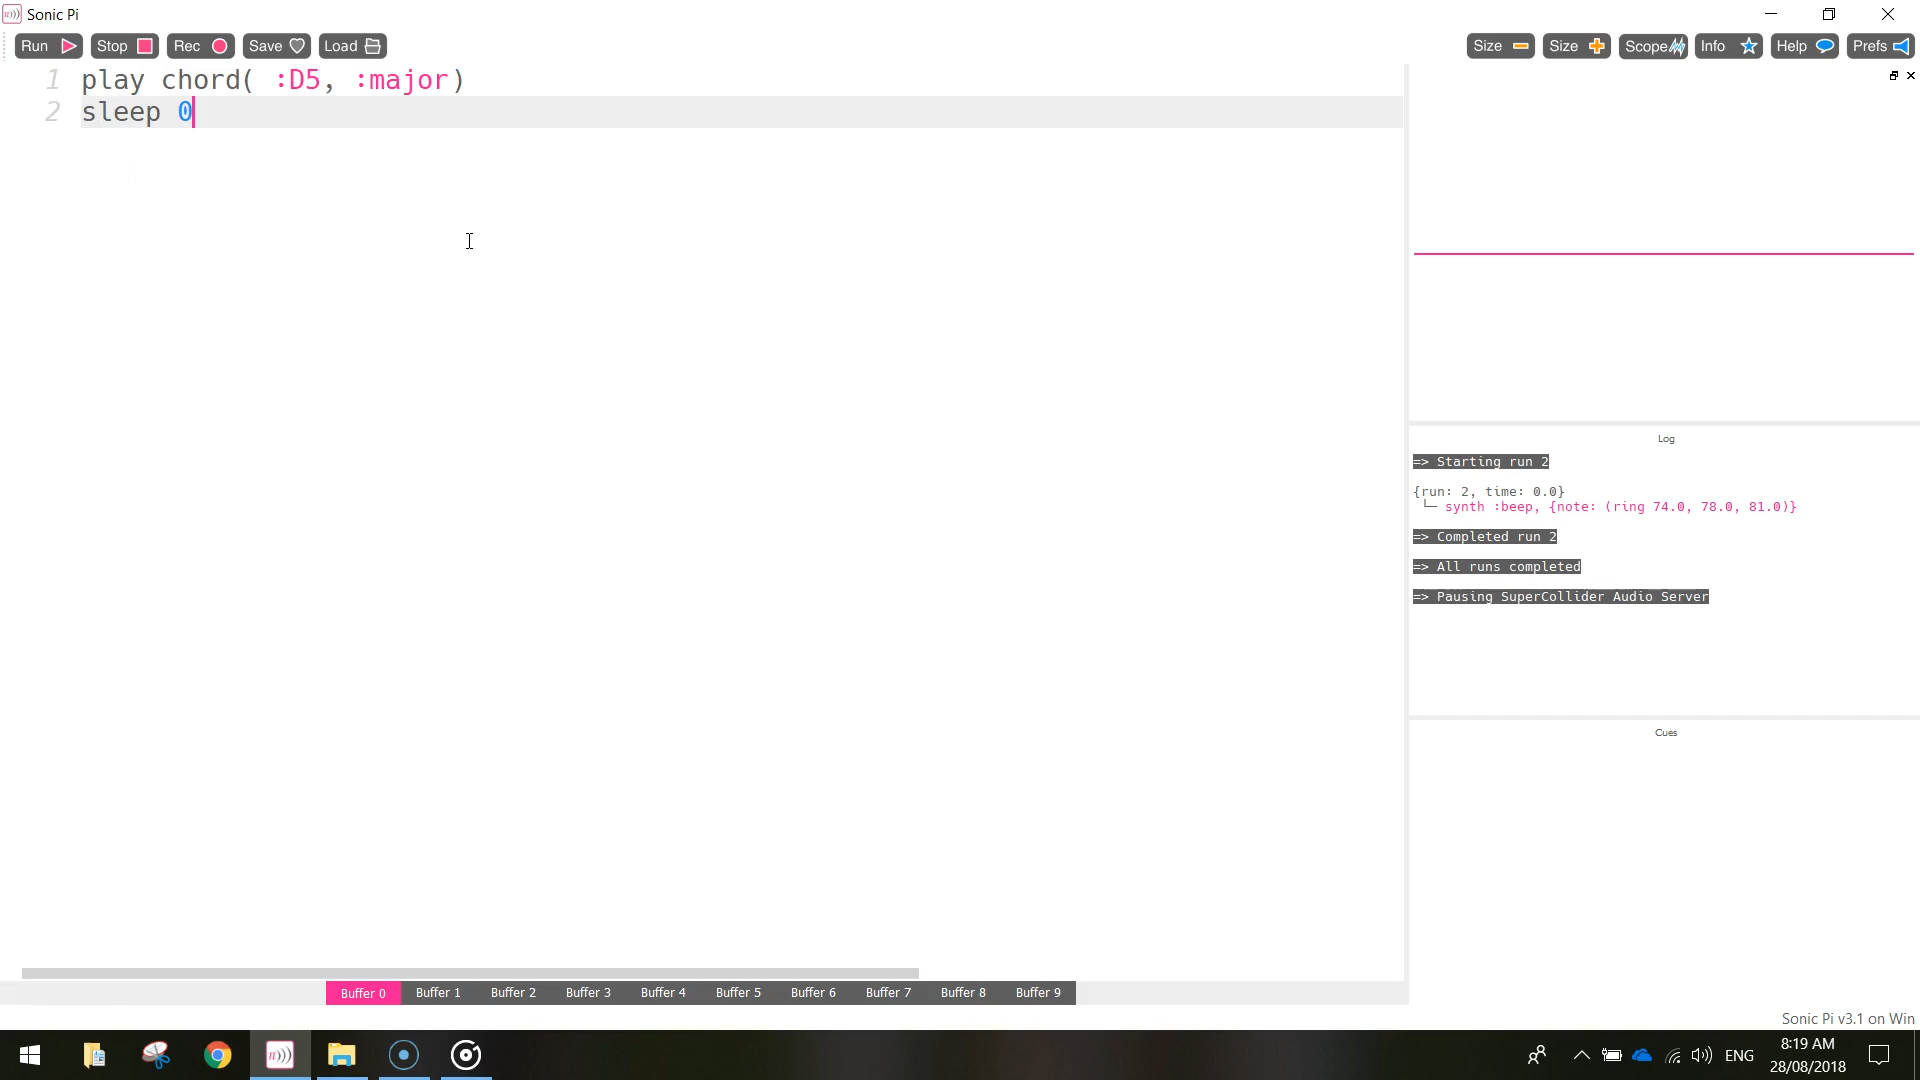 Sonic Pi
Run Stop Rec Save Load Size Size Scope Info Help Prefs
1 play chord( :D5, :major)
2 sleep 0
Log
=> Starting run 2
{run: 2, time: 0.0}
└─ synth :beep, {note: (ring 74.0, 78.0, 81.0)}
=> Completed run 2
=> All runs completed
=> Pausing SuperCollider Audio Server
Cues
Buffer 0 Buffer 1 Buffer 2 Buffer 3 Buffer 4 Buffer 5 Buffer 6 Buffer 7 Buffer 8 Buffer 9
Sonic Pi v3.1 on Win
ENG
8:19 AM
28/08/2018